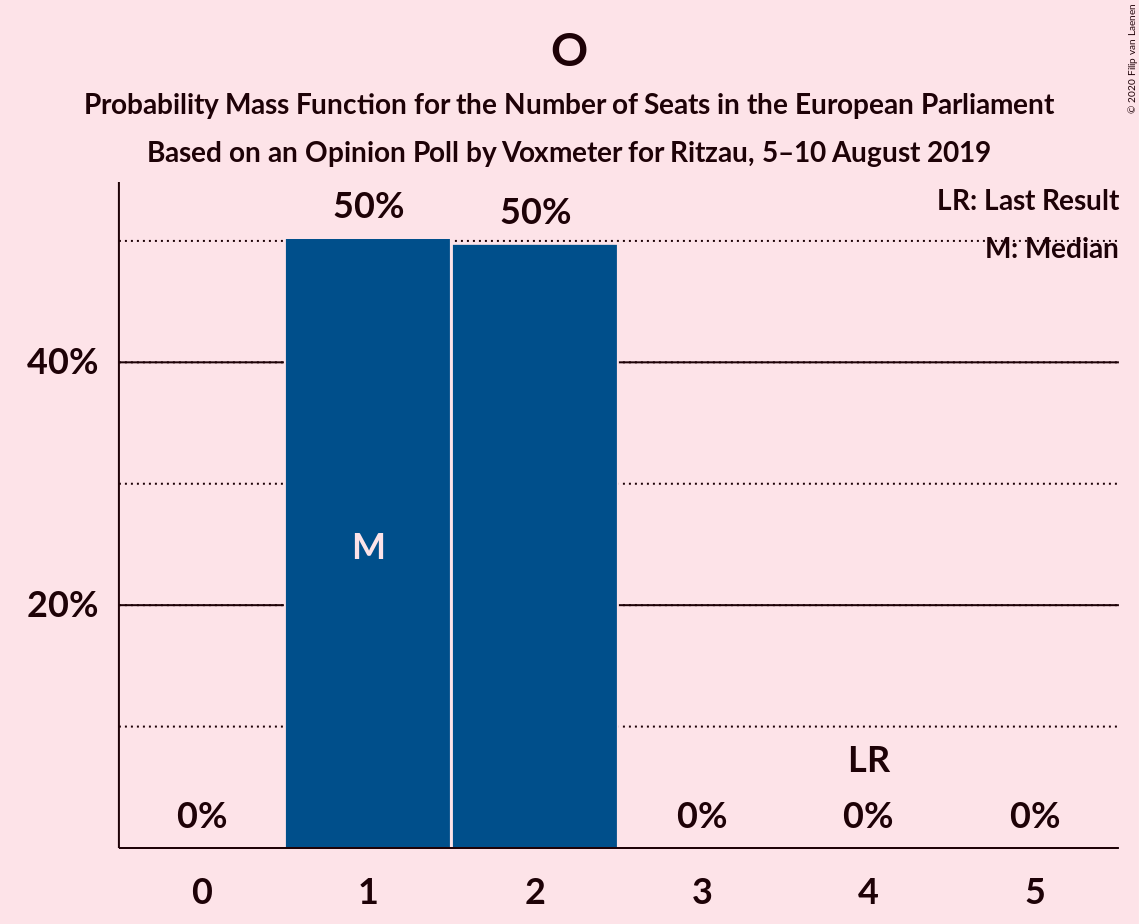 O
Probability Mass Function for the Number of Seats in the European Parliament
Based on an Opinion Poll by Voxmeter for Ritzau, 5–10 August 2019
© 2020 Filip van Laenen
LR: Last Result
M: Median
50%
50%
40%
20%
M
LR
0%
0%
0%
0%
0
1
2
3
4
5